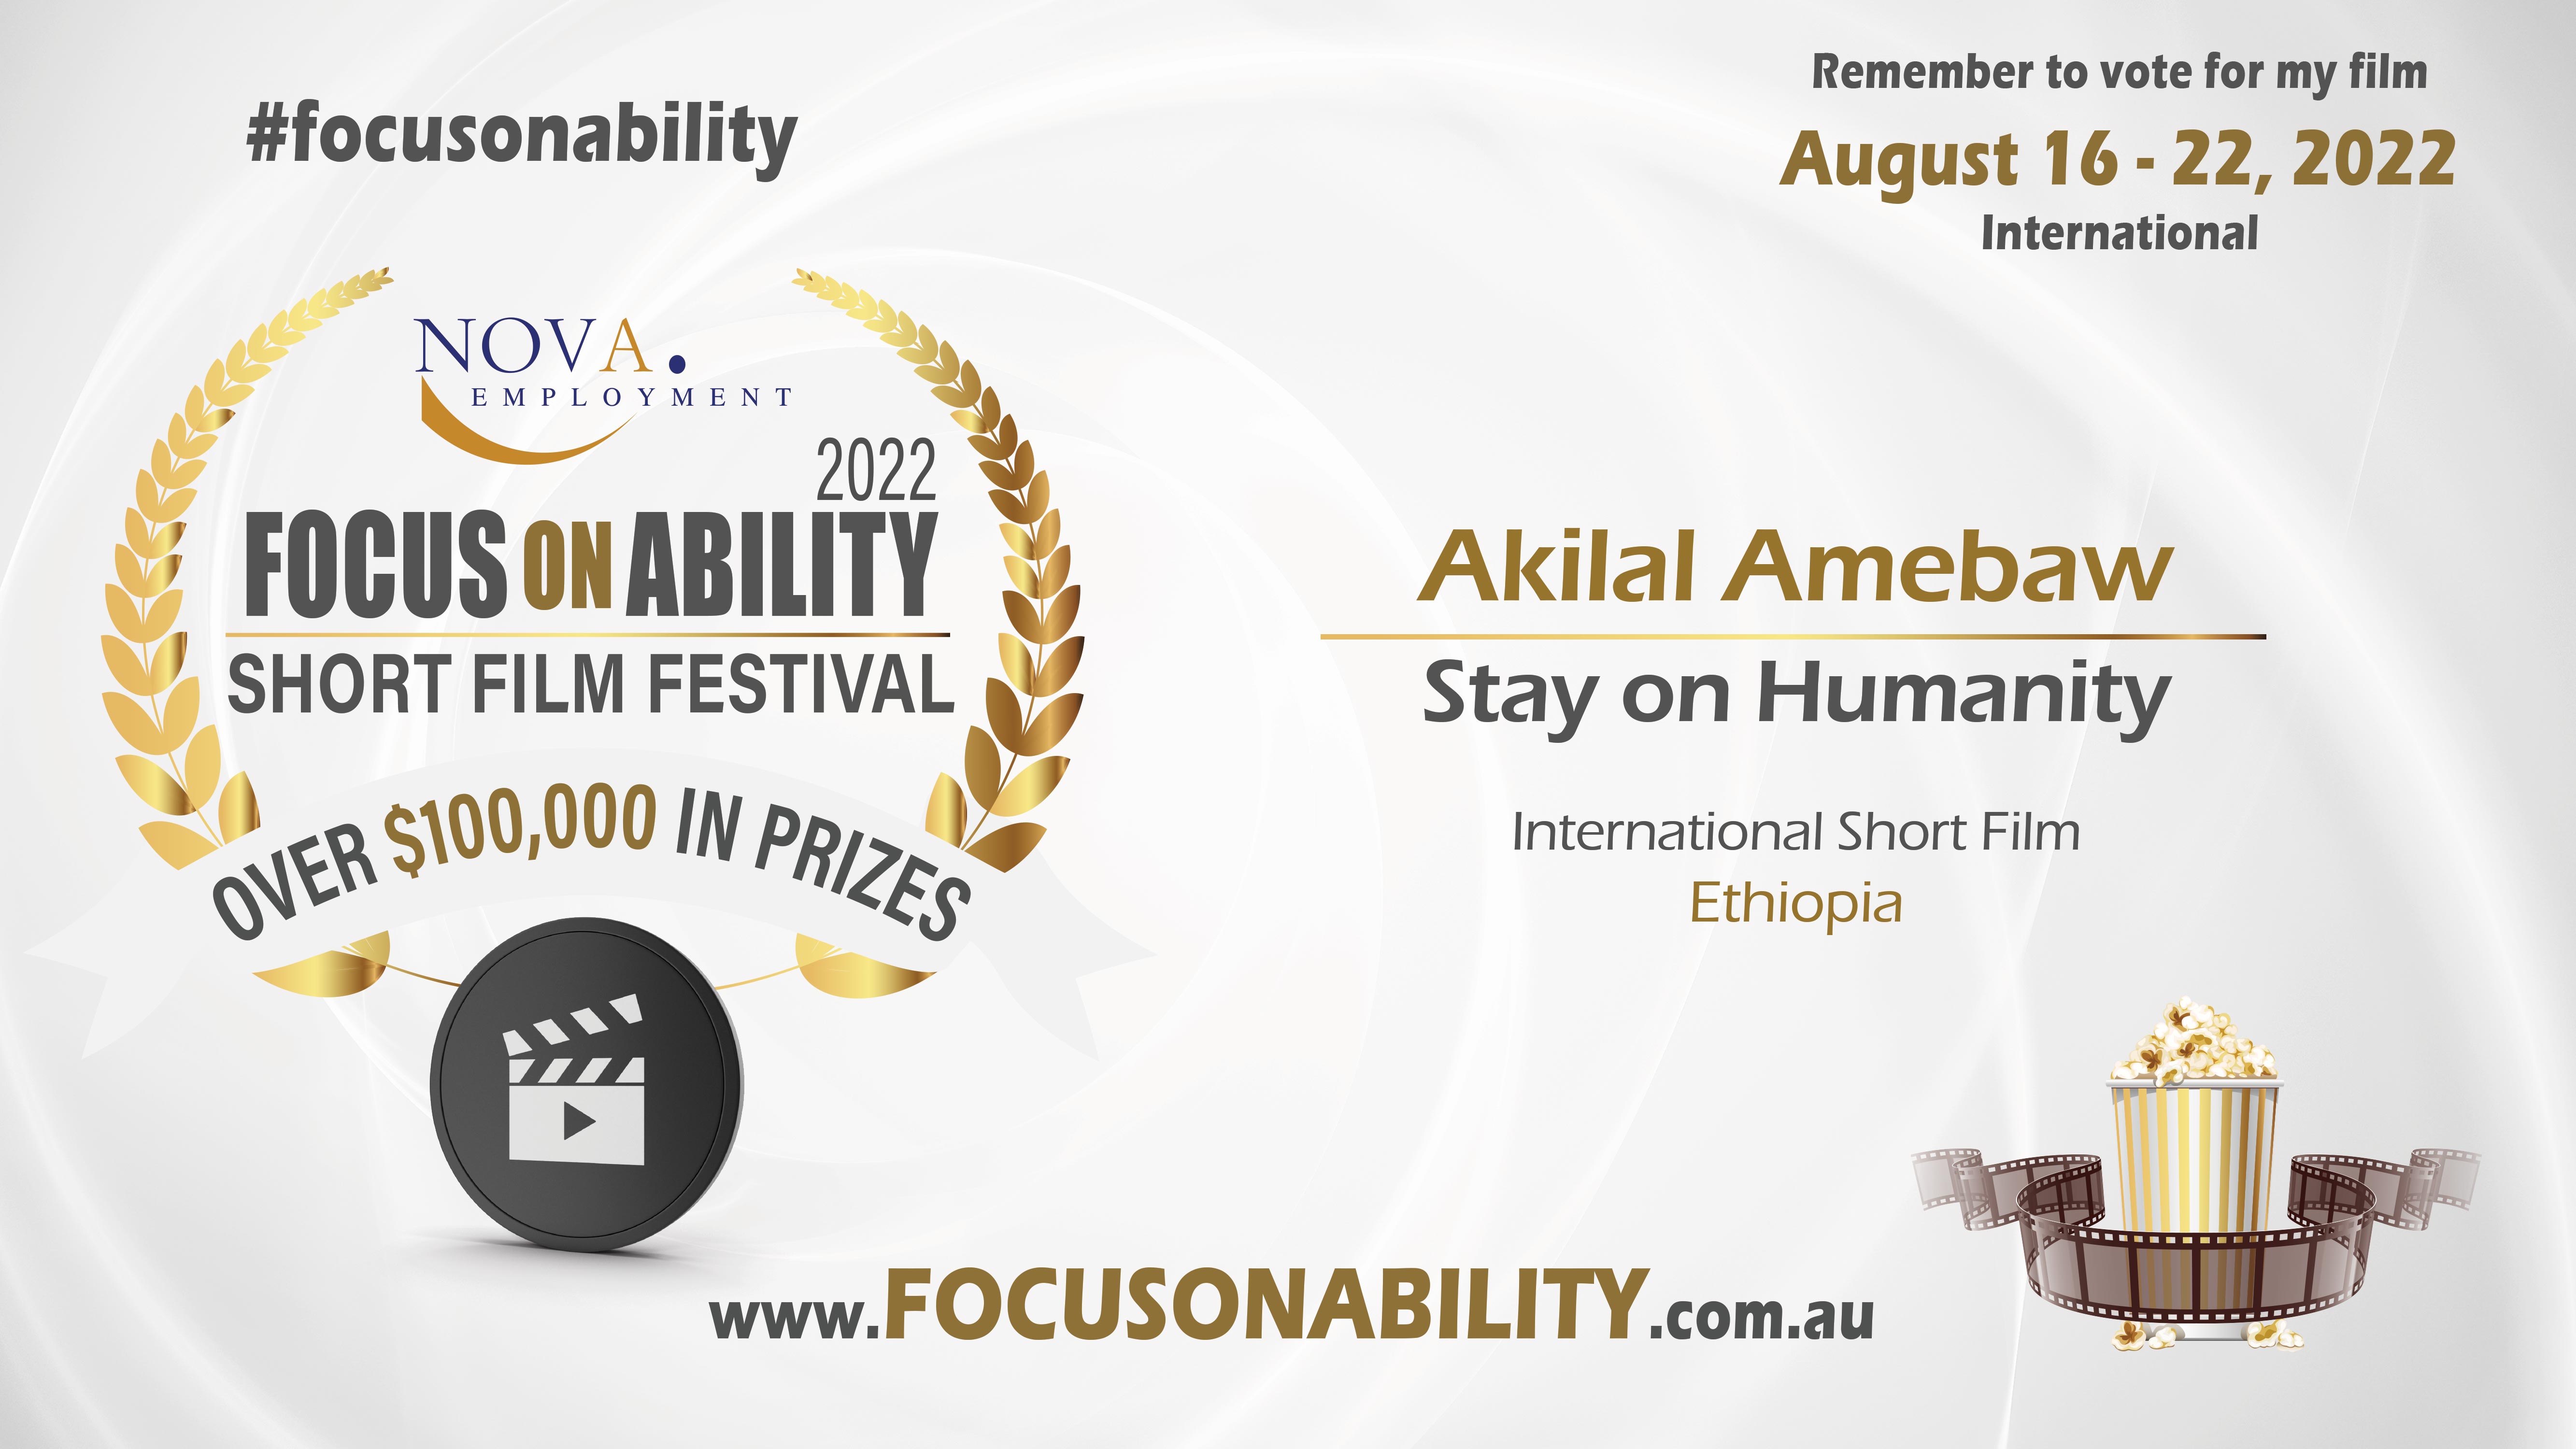 #focusonability
Remember to vote for my film
August 16 - 22, 2022
International
NOVA.
EMPLOYMENT
2022
FOCUS ON ABILITY
SHORT FILM FESTIVAL
OVER $100,000 IN PRIZES
Akilal Amebaw
Stay on Humanity
International Short Film
Ethiopia
www.FOCUSONABILITY.com.au